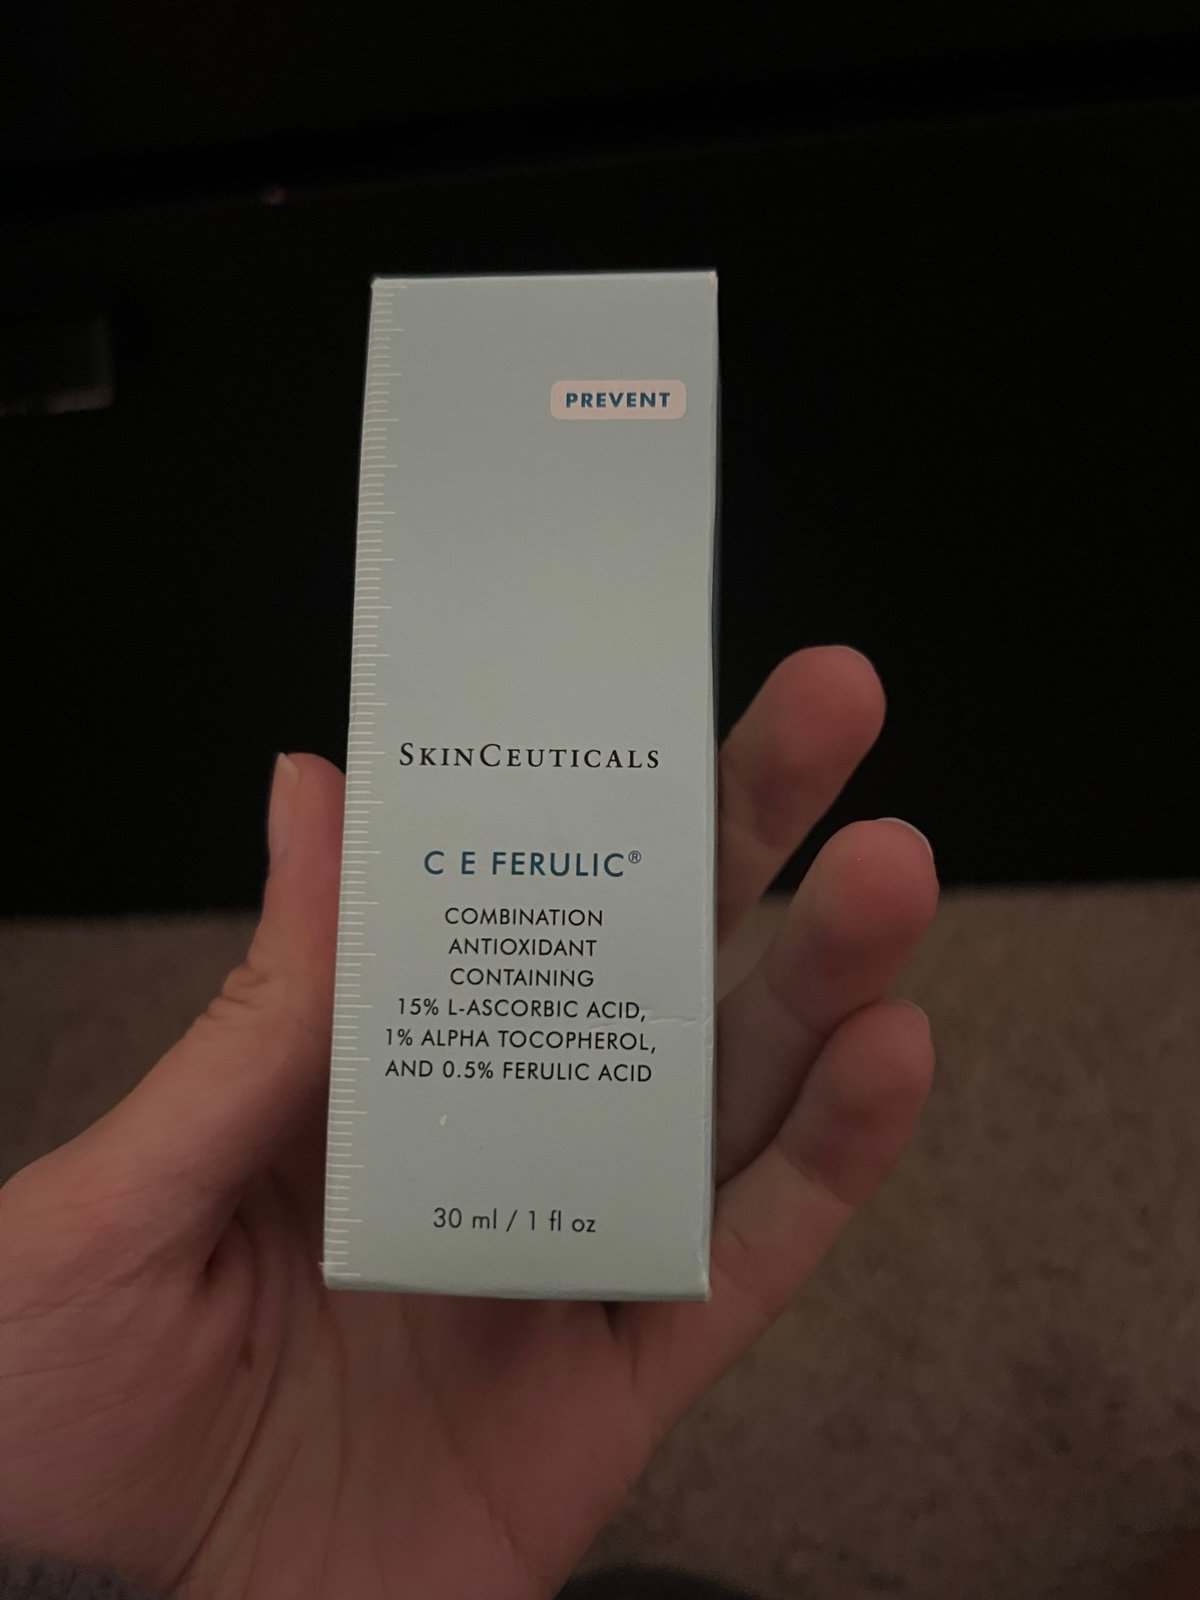 PREVENT
SKINCEUTICALS
C E FERULIC®
COMBINATION
ANTIOXIDANT
CONTAINING
15% L-ASCORBIC ACID,
1% ALPHA TOCOPHEROL,
AND 0.5% FERULIC ACID
30 ml / 1 fl oz